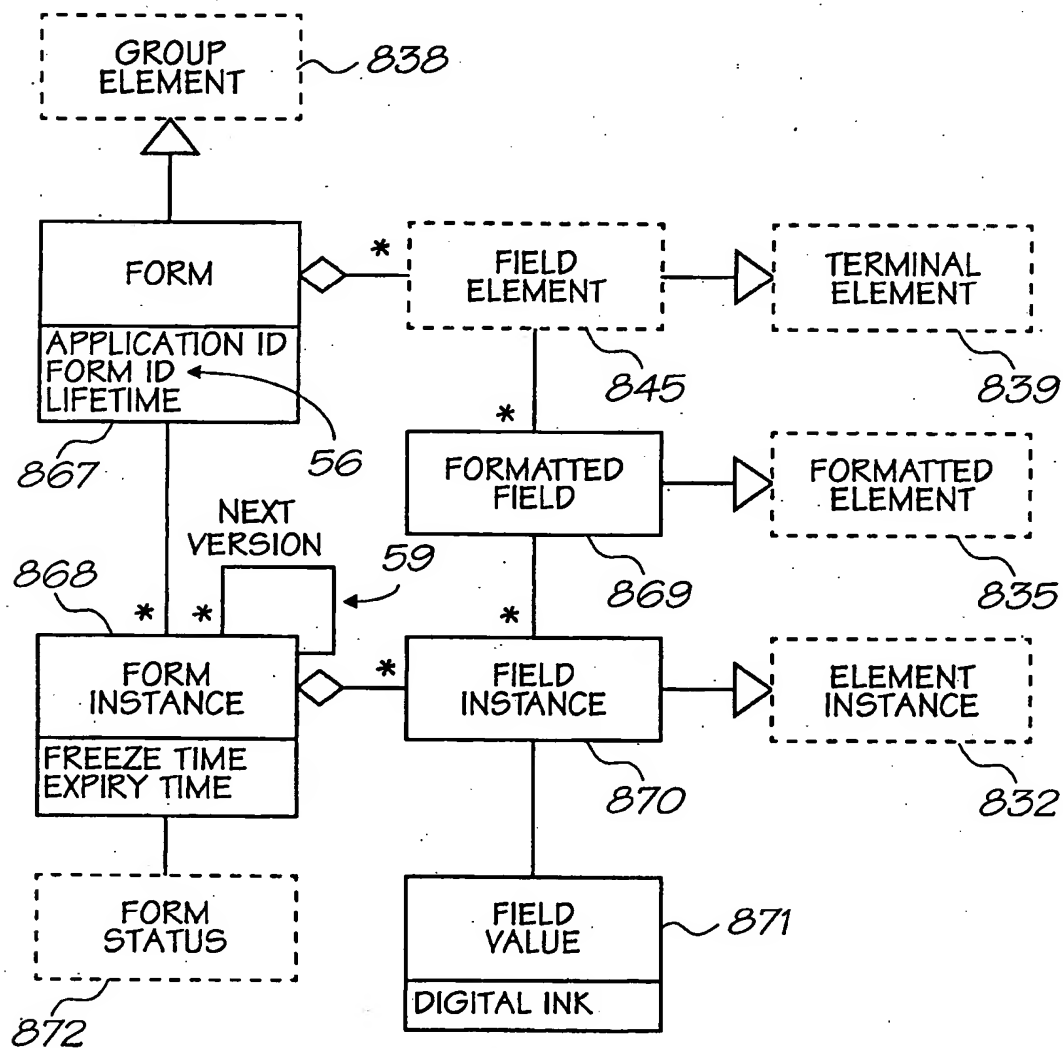 GROUP
ELEMENT
838
FORM
APPLICATION ID
FORM ID
LIFETIME
867
56
*
FIELD
ELEMENT
845
TERMINAL
ELEMENT
839
*
FORMATTED
FIELD
869
FORMATTED
ELEMENT
835
NEXT
VERSION
59
868
*
*
FORM
INSTANCE
FREEZE TIME
EXPIRY TIME
*
*
FIELD
INSTANCE
870
ELEMENT
INSTANCE
832
FORM
STATUS
872
FIELD
VALUE
DIGITAL INK
871